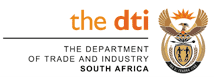 the dti
THE DEPARTMENT
OF TRADE AND INDUSTRY
SOUTH AFRICA